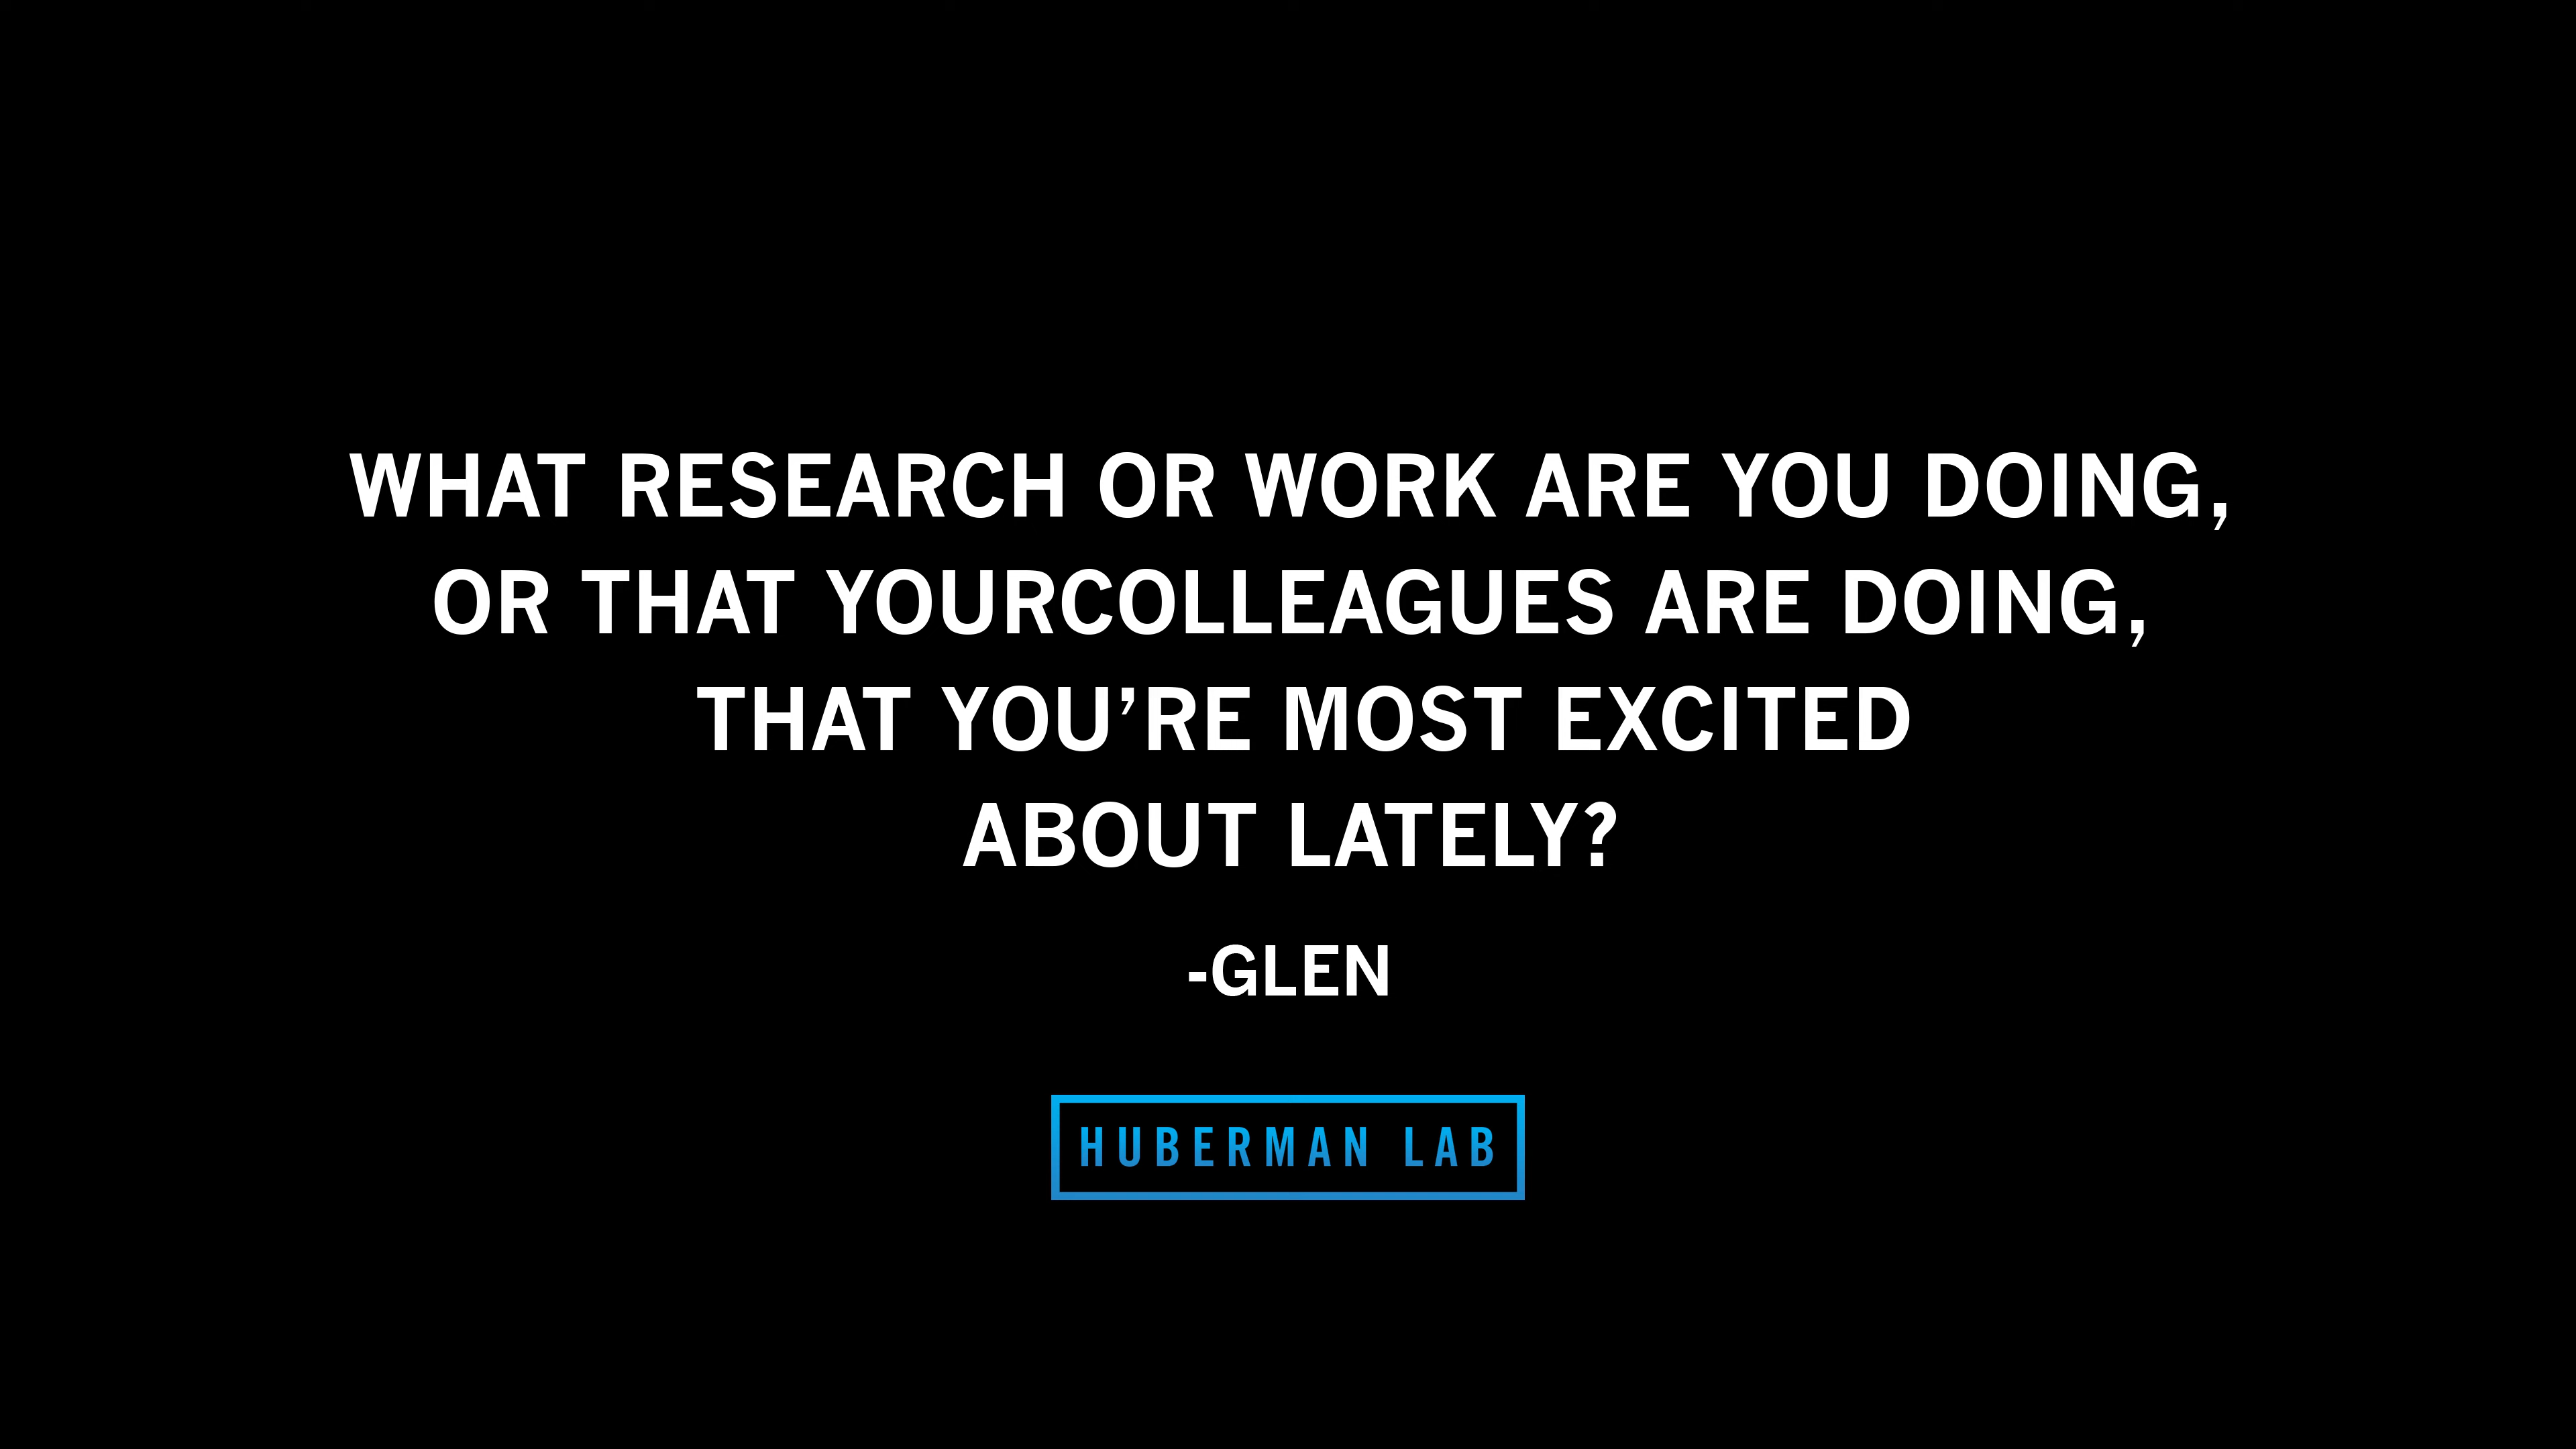 WHAT RESEARCH OR WORK ARE YOU DOING,
OR THAT YOURCOLLEAGUES ARE DOING,
THAT YOU’RE MOST EXCITED
ABOUT LATELY?
-GLEN
HUBERMAN LAB